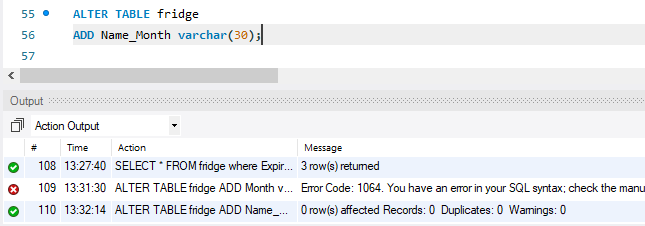 55 ALTER TABLE fridge
56 ADD Name_Month varchar(30);
57
Output
Action Output
# Time Action Message
108 13:27:40 SELECT * FROM fridge where Expir... 3 row(s) returned
109 13:31:30 ALTER TABLE fridge ADD Month v... Error Code: 1064. You have an error in your SQL syntax; check the manu
110 13:32:14 ALTER TABLE fridge ADD Name_... 0 row(s) affected Records: 0 Duplicates: 0 Warnings: 0